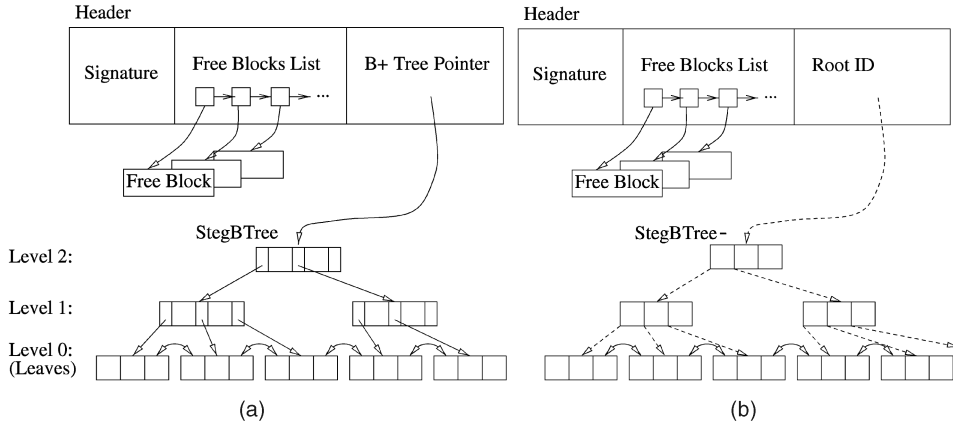 Header
Signature
Free Blocks List
B+ Tree Pointer
...
Free Block
StegBTree
Level 2:
Level 1:
Level 0:
(Leaves)
(a)
Header
Signature
Free Blocks List
Root ID
...
Free Block
StegBTree-
(b)